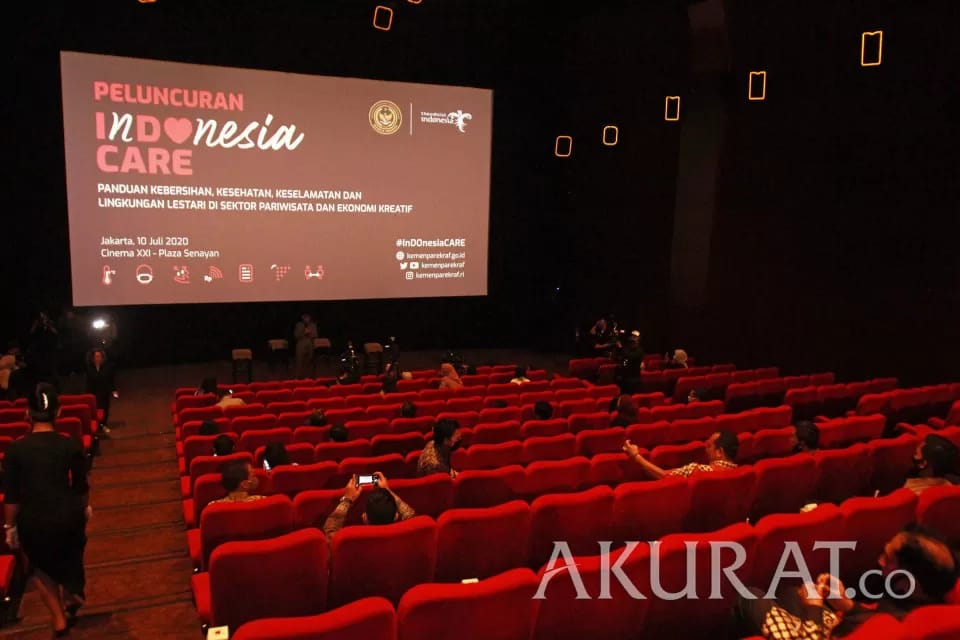 PELUNCURAN
InDOnesia
CARE
PANDUAN KEBERSIHAN, KESEHATAN, KESELAMATAN DAN
LINGKUNGAN LESTARI DI SEKTOR PARIWISATA DAN EKONOMI KREATIF
Jakarta, 10 Juli 2020
Cinema XXI - Plaza Senayan
Rp
indonesia
#InDOnesiaCARE
kemenparekraf.go.id
kemenparekraf
kemenparekraf.ri
AKURAT.co